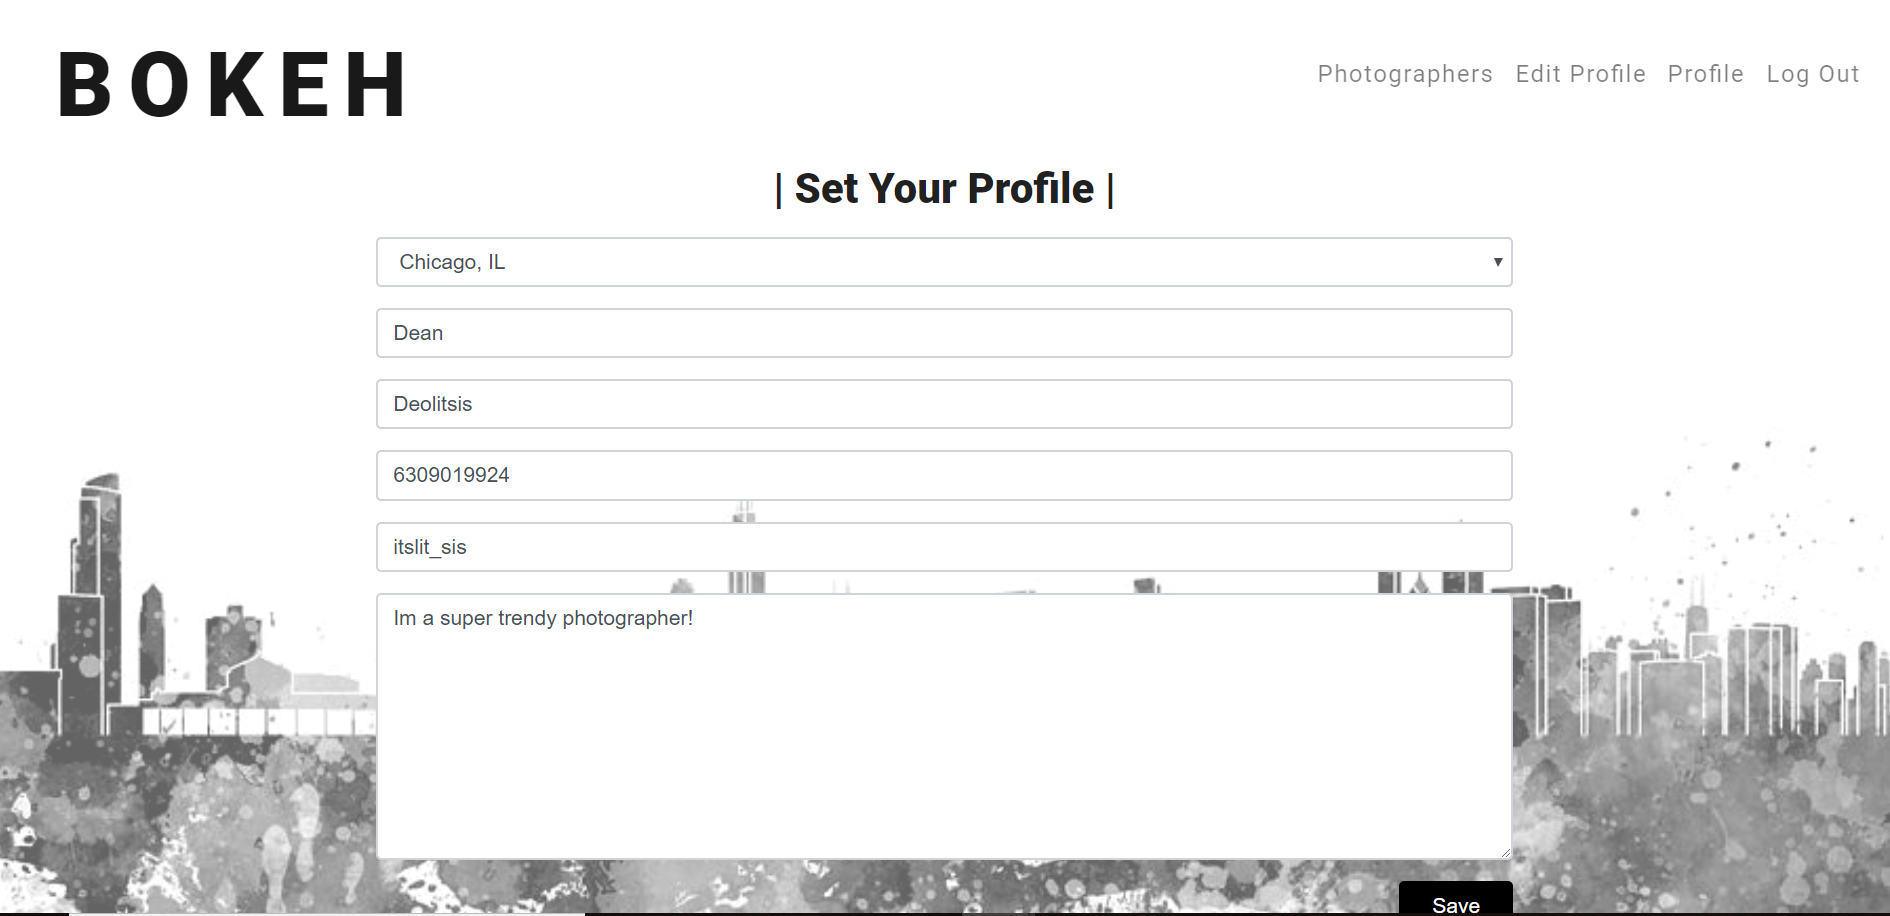 BOKEH
Photographers Edit Profile Profile Log Out
| Set Your Profile |
Chicago, IL
Dean
Deolitsis
6309019924
itslit_sis
Im a super trendy photographer!
Save